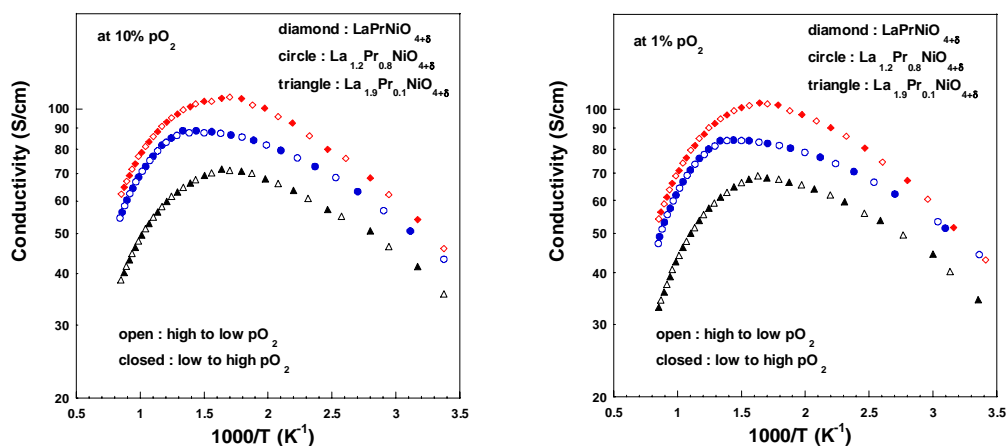 at 10% pO2
diamond : LaPrNiO4+δ
circle : La1.2Pr0.8NiO4+δ
triangle : La1.9Pr0.1NiO4+δ
Conductivity (S/cm)
100
90
80
70
60
50
40
30
20
open : high to low pO2
closed : low to high pO2
0.5 1 1.5 2 2.5 3 3.5
1000/T (K-1)
at 1% pO2
diamond : LaPrNiO4+δ
circle : La1.2Pr0.8NiO4+δ
triangle : La1.9Pr0.1NiO4+δ
Conductivity (S/cm)
100
90
80
70
60
50
40
30
20
open : high to low pO2
closed : low to high pO2
0.5 1 1.5 2 2.5 3 3.5
1000/T (K-1)